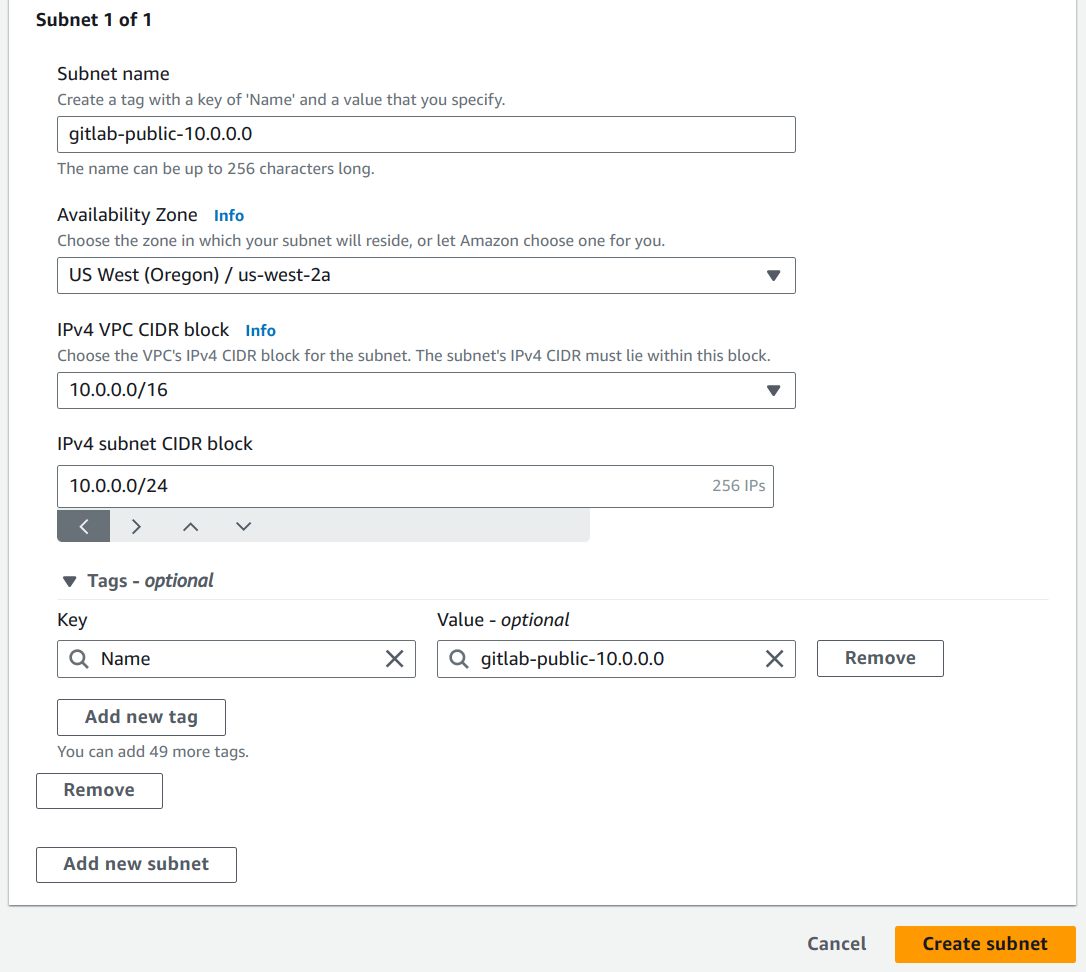 Subnet 1 of 1
Subnet name
Create a tag with a key of 'Name' and a value that you specify.
gitlab-public-10.0.0.0
The name can be up to 256 characters long.
Availability Zone Info
Choose the zone in which your subnet will reside, or let Amazon choose one for you.
US West (Oregon) / us-west-2a
IPv4 VPC CIDR block Info
Choose the VPC's IPv4 CIDR block for the subnet. The subnet's IPv4 CIDR must lie within this block.
10.0.0.0/16
IPv4 subnet CIDR block
10.0.0.0/24 256 IPs
Tags - optional
Key Value - optional
Name gitlab-public-10.0.0.0 Remove
Add new tag
You can add 49 more tags.
Remove
Add new subnet
Cancel Create subnet